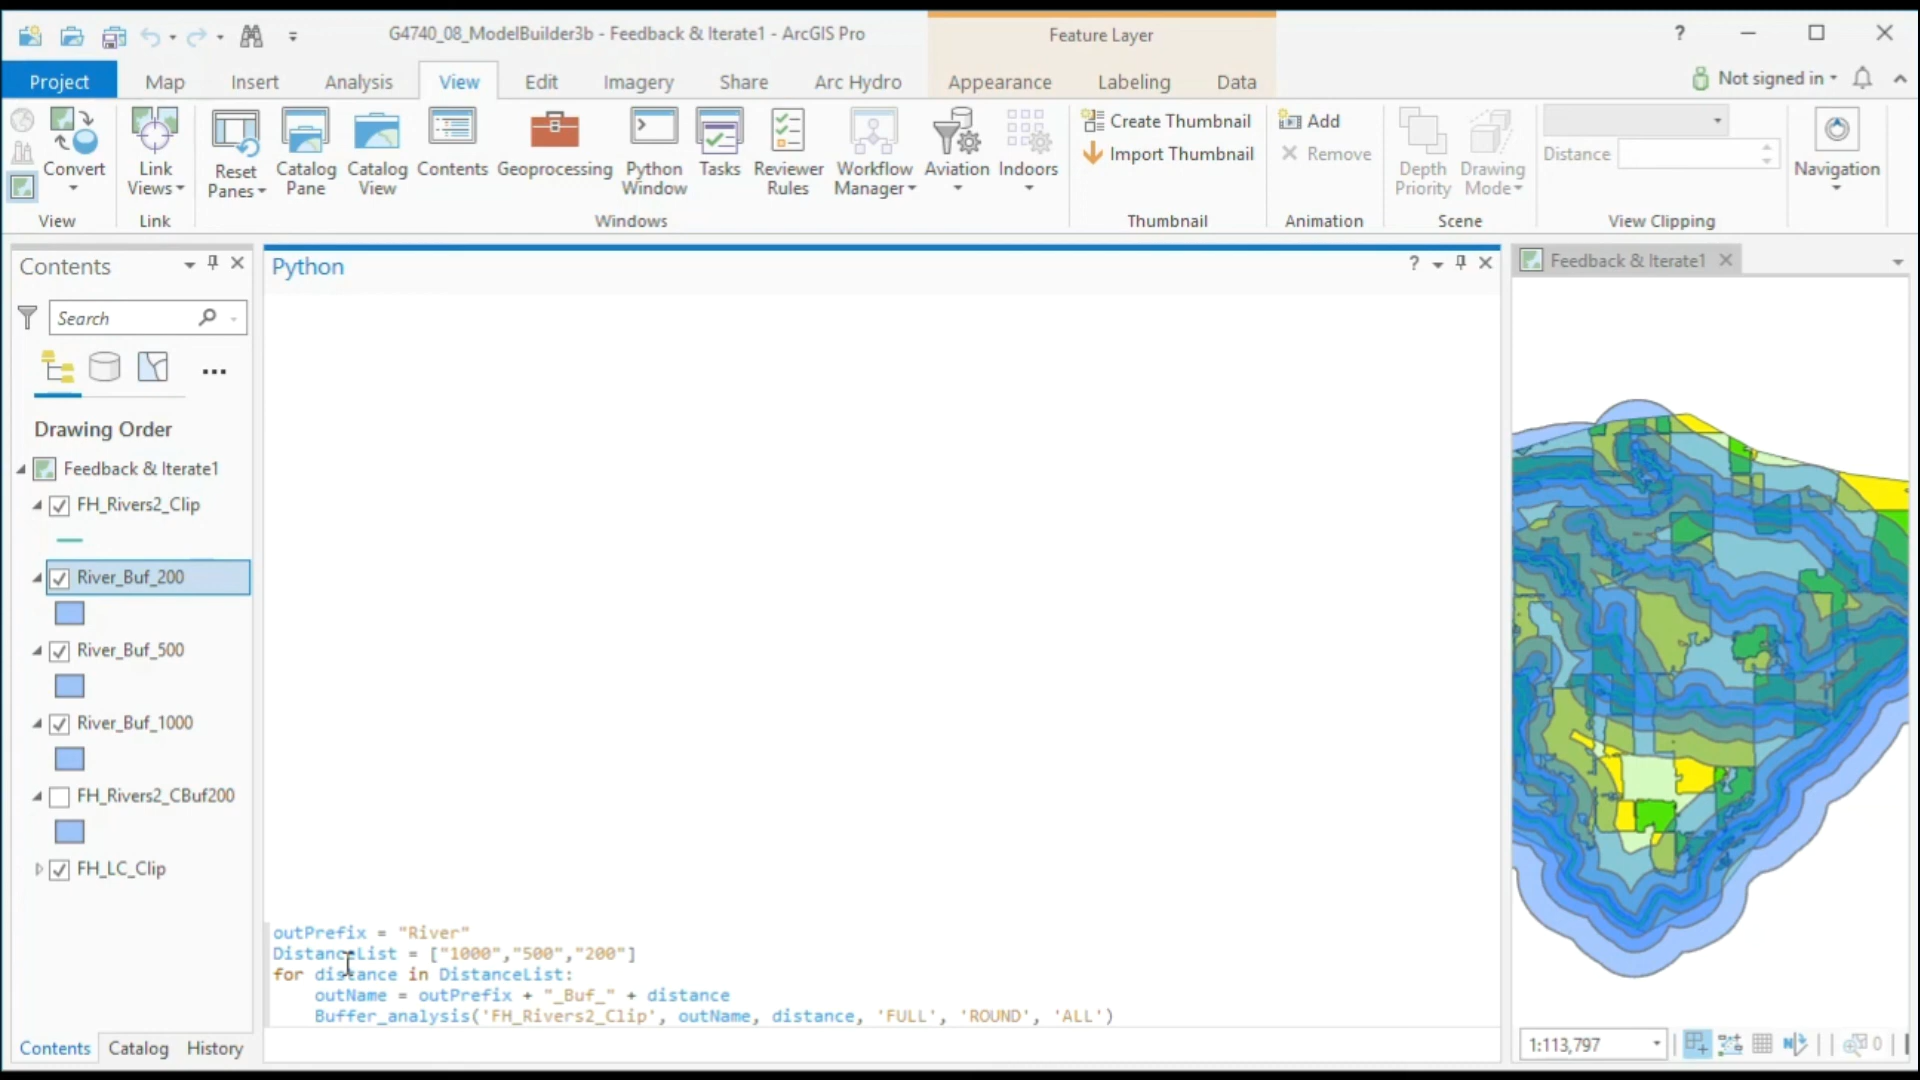 G4740_08_ModelBuilder3b - Feedback & Iterate1 - ArcGIS Pro
Feature Layer
?
Project
Map
Insert
Analysis
View
Edit
Imagery
Share
Arc Hydro
Appearance
Labeling
Data
Not signed in
Convert
Link Views
Reset Panes
Catalog Pane
Catalog View
Contents
Geoprocessing
Python Window
Tasks
Reviewer Rules
Workflow Manager
Aviation
Indoors
Create Thumbnail
Import Thumbnail
Add
Remove
Depth Priority
Drawing Mode
Distance
Navigation
View
Link
Windows
Thumbnail
Animation
Scene
View Clipping
Contents
Search
Drawing Order
Feedback & Iterate1
FH_Rivers2_Clip
River_Buf_200
River_Buf_500
River_Buf_1000
FH_Rivers2_CBuf200
FH_LC_Clip
Contents
Catalog
History
Python
?
outPrefix = "River"
DistanceList = ["1000","500","200"]
for distance in DistanceList:
outName = outPrefix + "_Buf_" + distance
Buffer_analysis('FH_Rivers2_Clip', outName, distance, 'FULL', 'ROUND', 'ALL')
Feedback & Iterate1
1:113,797
0